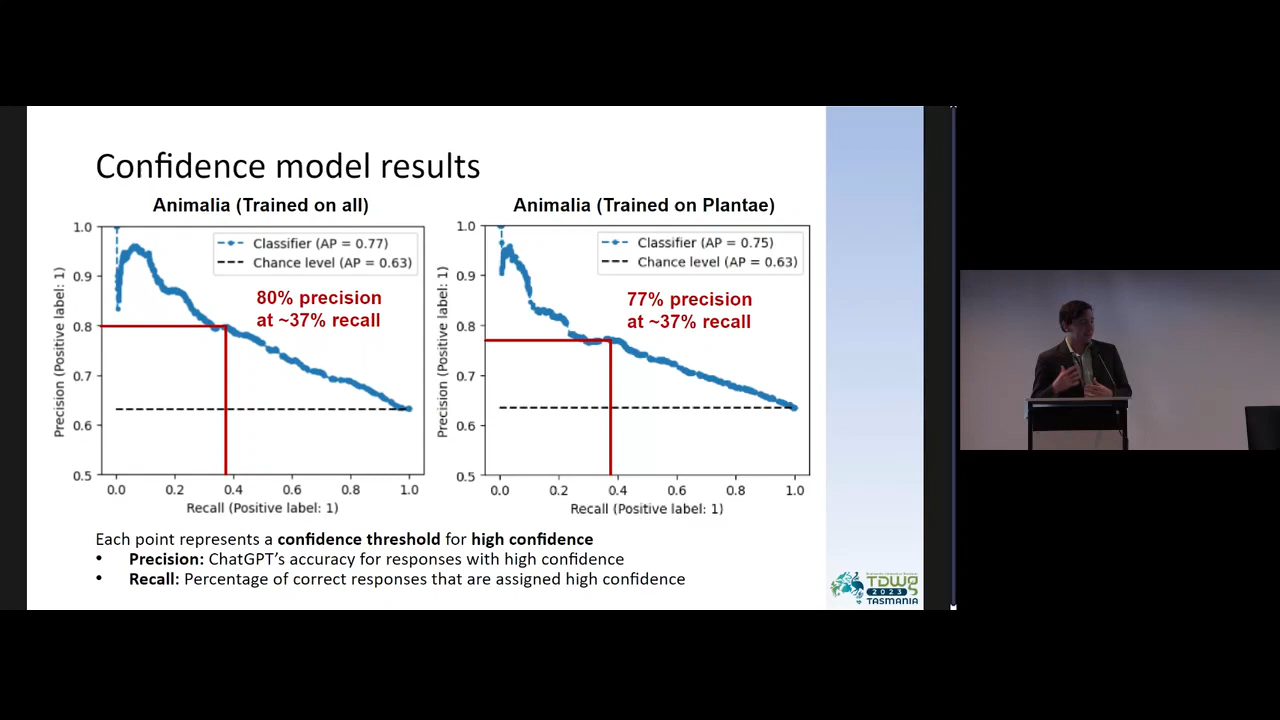 Confidence model results
Animalia (Trained on all)
1.0
0.9
0.8
0.7
0.6
0.5
Precision (Positive label: 1)
Classifier (AP = 0.77)
Chance level (AP = 0.63)
80% precision
at ~37% recall
0.0 0.2 0.4 0.6 0.8 1.0
Recall (Positive label: 1)
Animalia (Trained on Plantae)
1.0
0.9
0.8
0.7
0.6
0.5
Precision (Positive label: 1)
Classifier (AP = 0.75)
Chance level (AP = 0.63)
77% precision
at ~37% recall
0.0 0.2 0.4 0.6 0.8 1.0
Recall (Positive label: 1)
Each point represents a confidence threshold for high confidence
• Precision: ChatGPT’s accuracy for responses with high confidence
• Recall: Percentage of correct responses that are assigned high confidence
TDWG
2023
TASMANIA